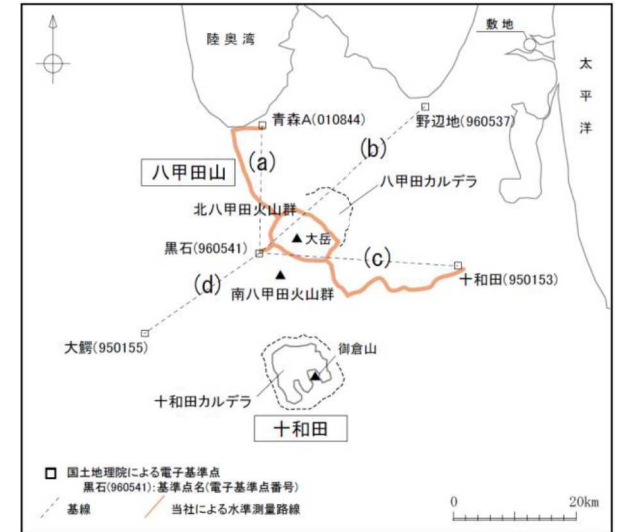 陸奥湾
敷地
太平洋
青森A(010844)
野辺地(960537)
(a)
(b)
八甲田山
八甲田カルデラ
北八甲田火山群
大岳
黒石(960541)
(c)
十和田(950153)
(d)
南八甲田火山群
大鰐(950155)
御倉山
十和田カルデラ
十和田
国土地理院による電子基準点
黒石(960541):基準点名(電子基準点番号)
基線
当社による水準測量路線
0 20km